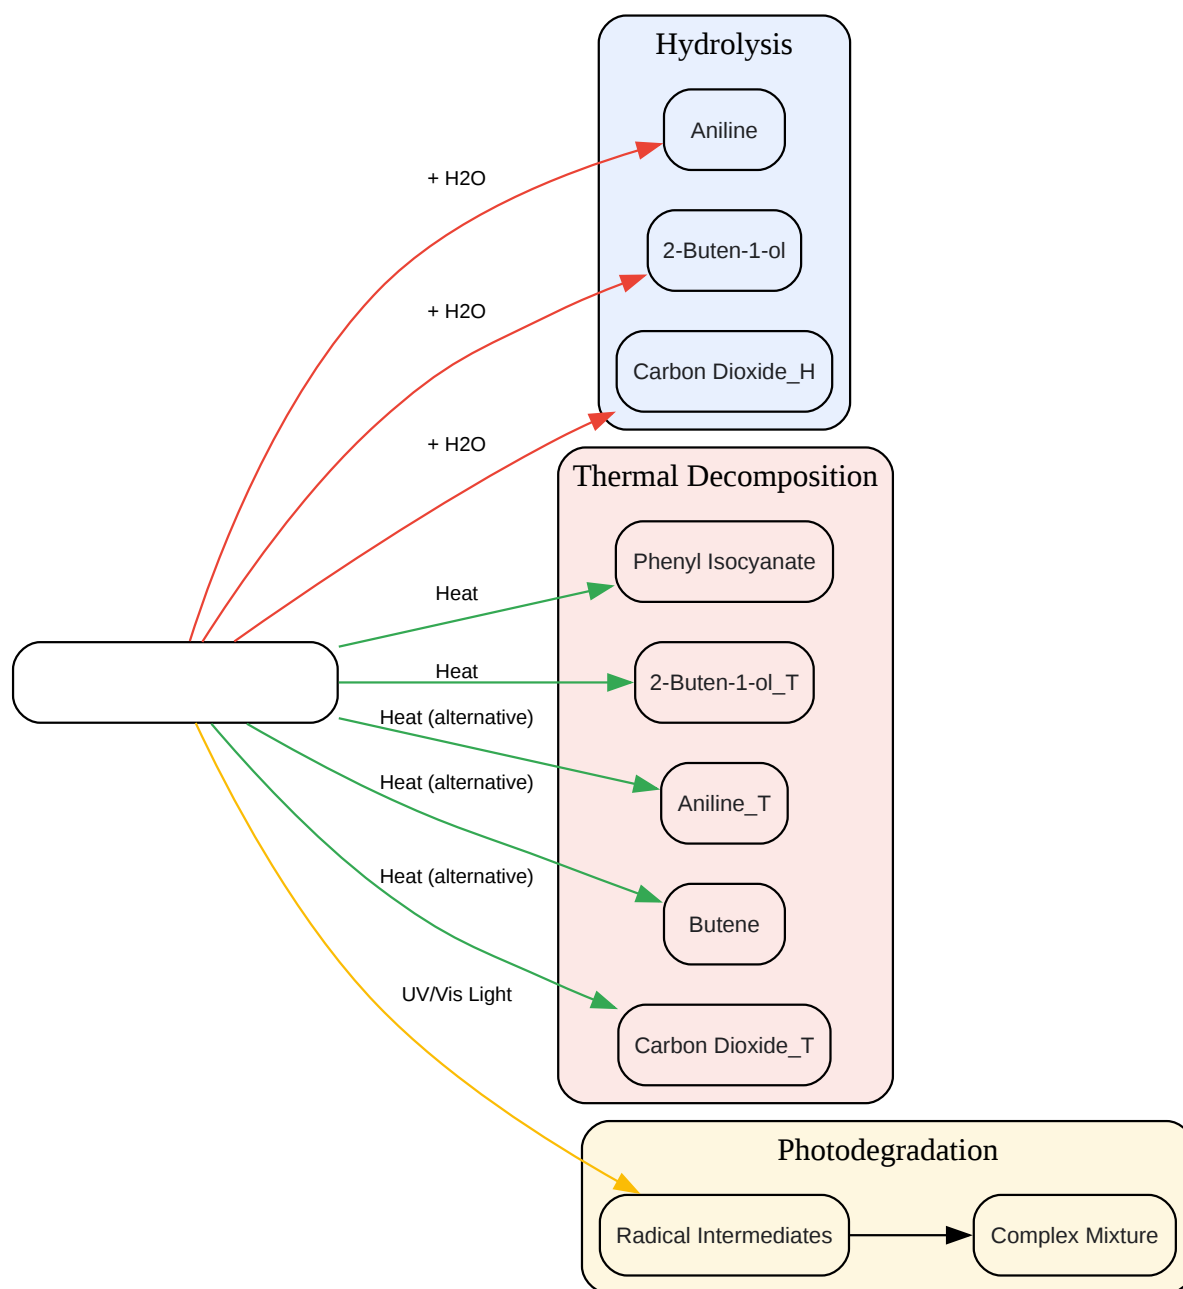 Hydrolysis
Aniline
+ H2O
2-Buten-1-ol
+ H2O
Carbon Dioxide_H
+ H2O
Thermal Decomposition
Phenyl Isocyanate
Heat
Heat
2-Buten-1-ol_T
Heat (alternative)
Heat (alternative)
Aniline_T
Heat (alternative)
Butene
UV/Vis Light
Carbon Dioxide_T
Photodegradation
Radical Intermediates
Complex Mixture